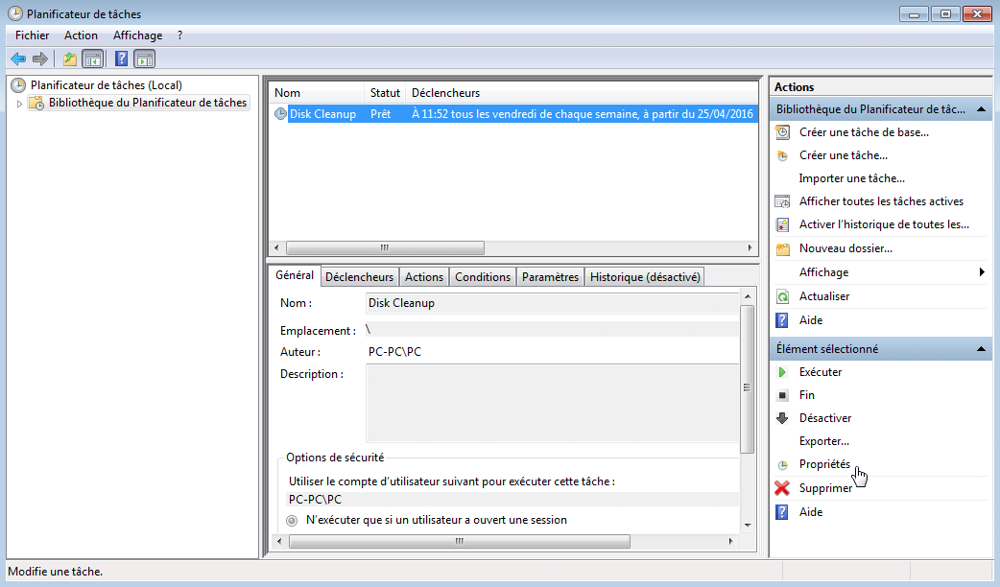 Planificateur de tâches
Fichier Action Affichage ?
Planificateur de tâches (Local)
Bibliothèque du Planificateur de tâches
Nom Statut Déclencheurs
Disk Cleanup Prêt À 11:52 tous les vendredi de chaque semaine, à partir du 25/04/2016
Général Déclencheurs Actions Conditions Paramètres Historique (désactivé)
Nom : Disk Cleanup
Emplacement : \
Auteur : PC-PC\PC
Description :
Options de sécurité
Utiliser le compte d'utilisateur suivant pour exécuter cette tâche :
PC-PC\PC
N'exécuter que si un utilisateur a ouvert une session
Actions
Bibliothèque du Planificateur de tâc...
Créer une tâche de base...
Créer une tâche...
Importer une tâche...
Afficher toutes les tâches actives
Activer l'historique de toutes les...
Nouveau dossier...
Affichage
Actualiser
Aide
Élément sélectionné
Exécuter
Fin
Désactiver
Exporter...
Propriétés
Supprimer
Aide
Modifie une tâche.